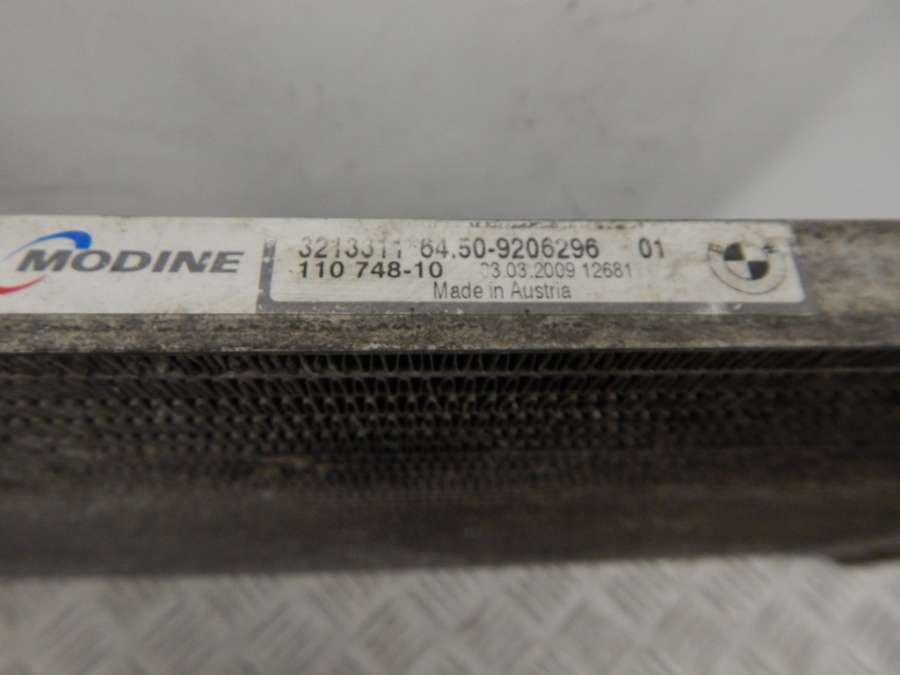 MODINE
3213311 64.50-9206296 01
110 748-10 03.03.2009 12681
Made in Austria